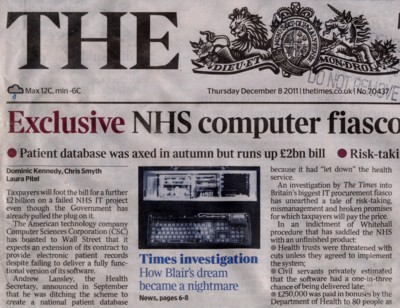 THE
DIEU·ET MON·DROIT
DO NOT REMOVE
Max 12C, min -6C
Thursday December 8 2011 | thetimes.co.uk | No 70437
Exclusive NHS computer fiasco
● Patient database was axed in autumn but runs up £2bn bill ● Risk-taki
Dominic Kennedy, Chris Smyth
Laura Pitel
Taxpayers will foot the bill for a further
£2 billion on a failed NHS IT project
even though the Government has
already pulled the plug on it.
The American technology company
Computer Sciences Corporation (CSC)
has boasted to Wall Street that it
expects an extension of its contract to
provide electronic patient records
despite failing to deliver a fully func-
tional version of its software.
Andrew Lansley, the Health
Secretary, announced in September
that he was ditching the scheme to
create a national patient database
Times investigation
How Blair's dream
became a nightmare
News, pages 6-8
because it had "let down" the health
service.
An investigation by The Times into
Britain's biggest IT procurement fiasco
has unearthed a tale of risk-taking,
mismanagement and broken promises
for which taxpayers will pay the price.
In an indictment of Whitehall
procedure that has saddled the NHS
with an unfinished product:
● Health trusts were threatened with
cuts unless they agreed to implement
the system;
● Civil servants privately estimated
that the software had a one-in-three
chance of being delivered late;
● £250,000 was paid in bonuses by the
Department of Health to 80 people as